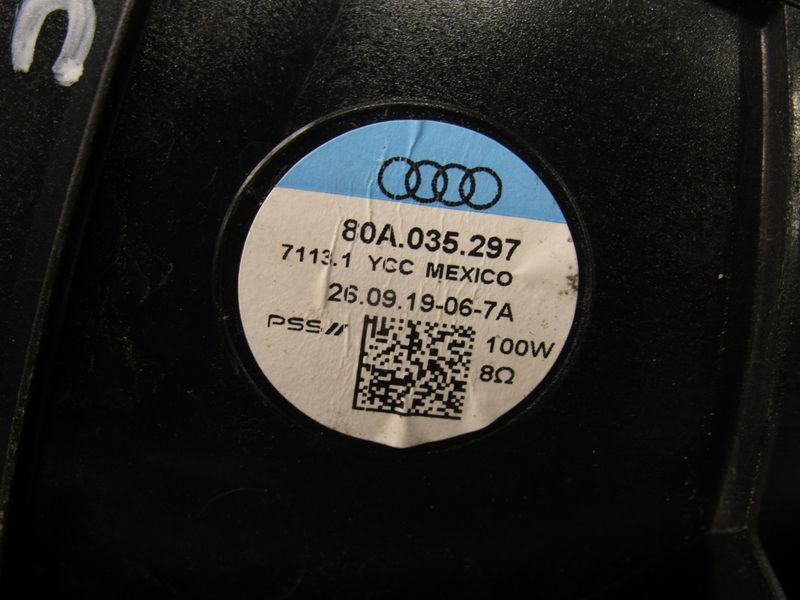 80A.035.297
7113.1 YCC MEXICO
26.09.19-06-7A
PSS//
100W
8Ω